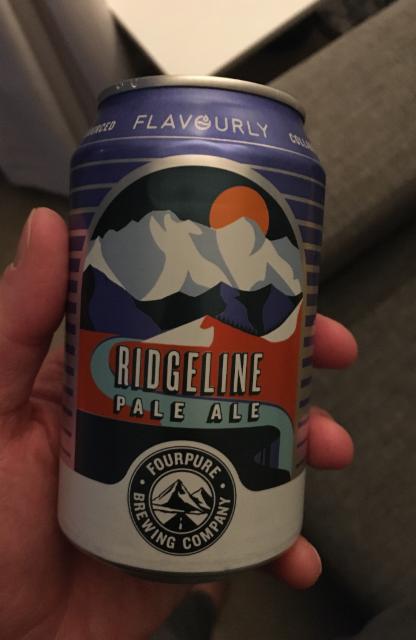 FLAVOURLY
RIDGELINE
PALE ALE
FOURPURE
BREWING COMPANY